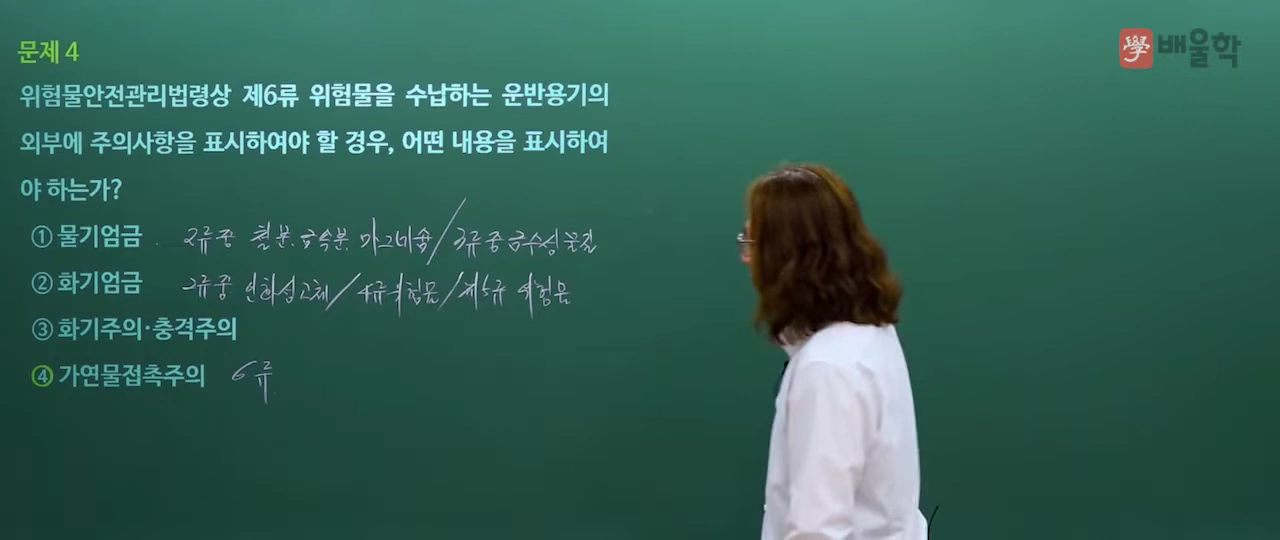 문제 4
學 배울학
위험물안전관리법령상 제6류 위험물을 수납하는 운반용기의
외부에 주의사항을 표시하여야 할 경우, 어떤 내용을 표시하여
야 하는가?
① 물기엄금 2류중 철분 금속분 마그네슘 / 3류중 금수성물질
② 화기엄금 2류중 인화성고체 / 4류위험물 / 제5류 위험물
③ 화기주의·충격주의
④ 가연물접촉주의 6류